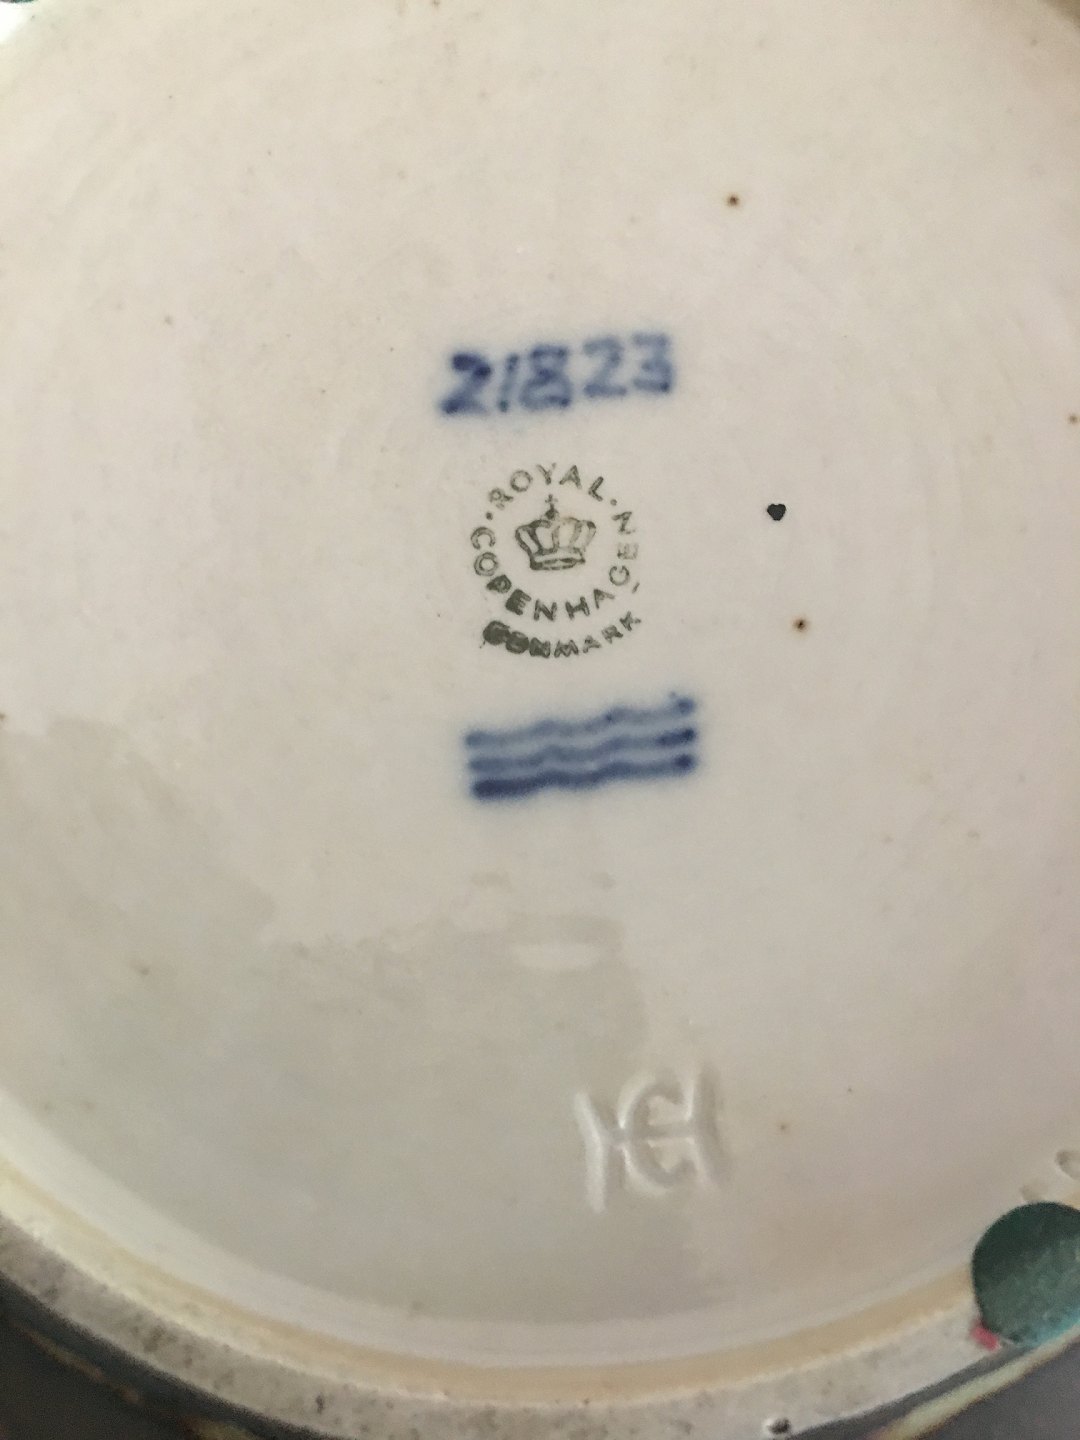 21823
ROYAL
COPENHAGEN
DENMARK